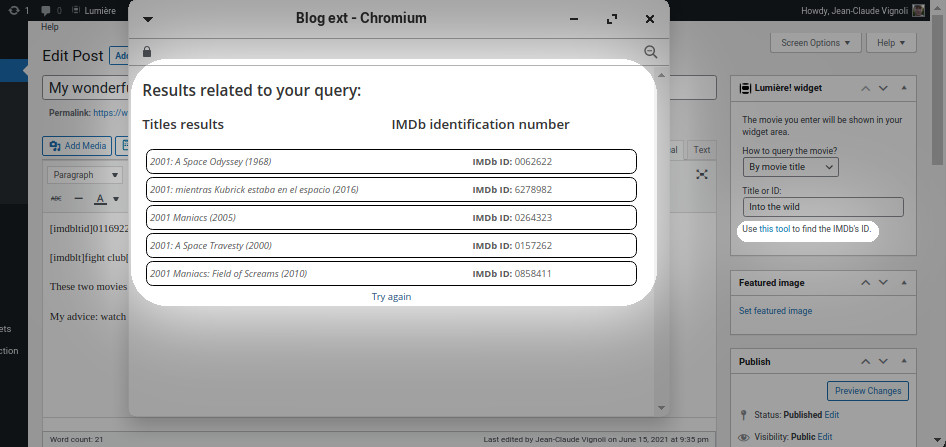 1
0
Lumière
Howdy, Jean-Claude Vignoli
Help
Blog ext - Chromium
Screen Options
Help
Edit Post
Add
My wonderfu
Permalink: https://w
Add Media
al
Text
Paragraph
ABC
A
[imdbltid]0116922
[imdblt]fight club[
These two movies
My advice: watch
ets
ction
Results related to your query:
Titles results
IMDb identification number
2001: A Space Odyssey (1968)
IMDb ID: 0062622
2001: mientras Kubrick estaba en el espacio (2016)
IMDb ID: 6278982
2001 Maniacs (2005)
IMDb ID: 0264323
2001: A Space Travesty (2000)
IMDb ID: 0157262
2001 Maniacs: Field of Screams (2010)
IMDb ID: 0858411
Try again
Lumière! widget
The movie you enter will be shown in your
widget area.
How to query the movie?
By movie title
Title or ID:
Into the wild
Use this tool to find the IMDb's ID.
Featured image
Set featured image
Publish
Preview Changes
Status: Published Edit
Visibility: Public Edit
Word count: 21
Last edited by Jean-Claude Vignoli on June 15, 2021 at 9:35 pm